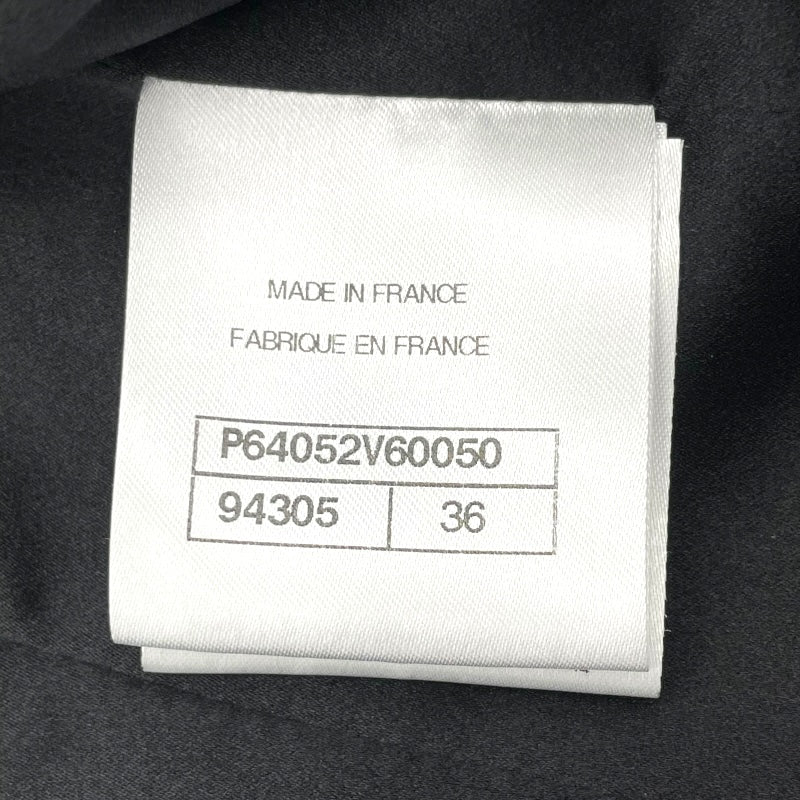 MADE IN FRANCE
FABRIQUE EN FRANCE
P64052V60050
94305 36